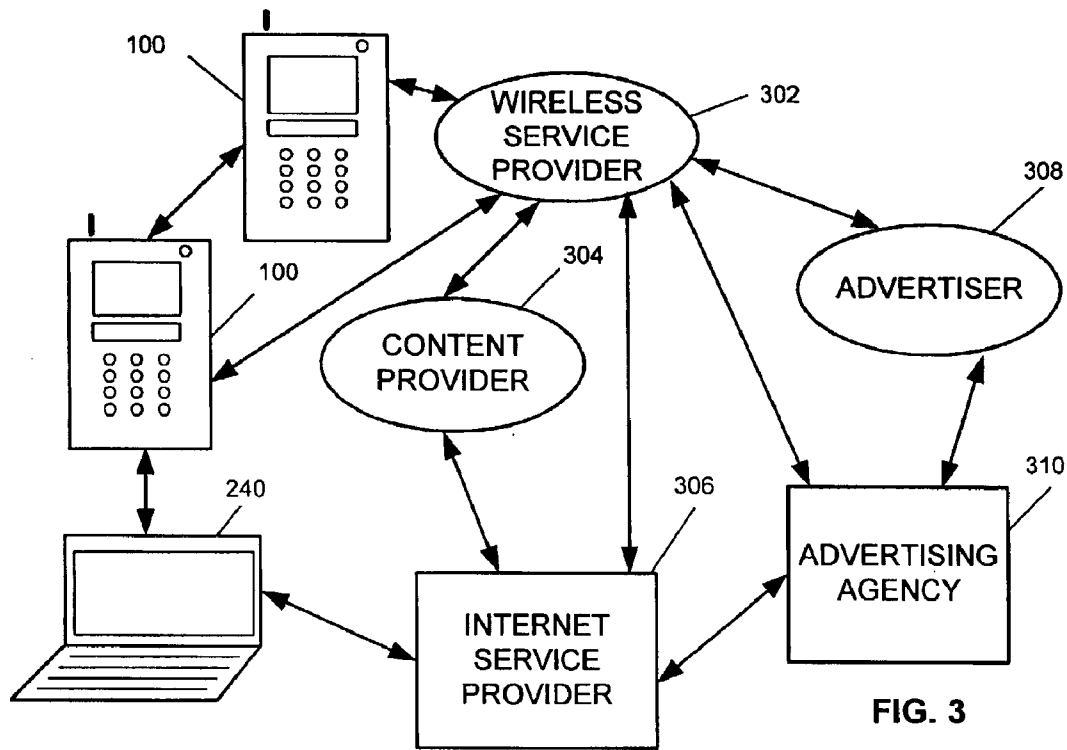 100
WIRELESS
SERVICE
PROVIDER
302
308
100
304
ADVERTISER
CONTENT
PROVIDER
240
306
310
ADVERTISING
AGENCY
INTERNET
SERVICE
PROVIDER
FIG. 3